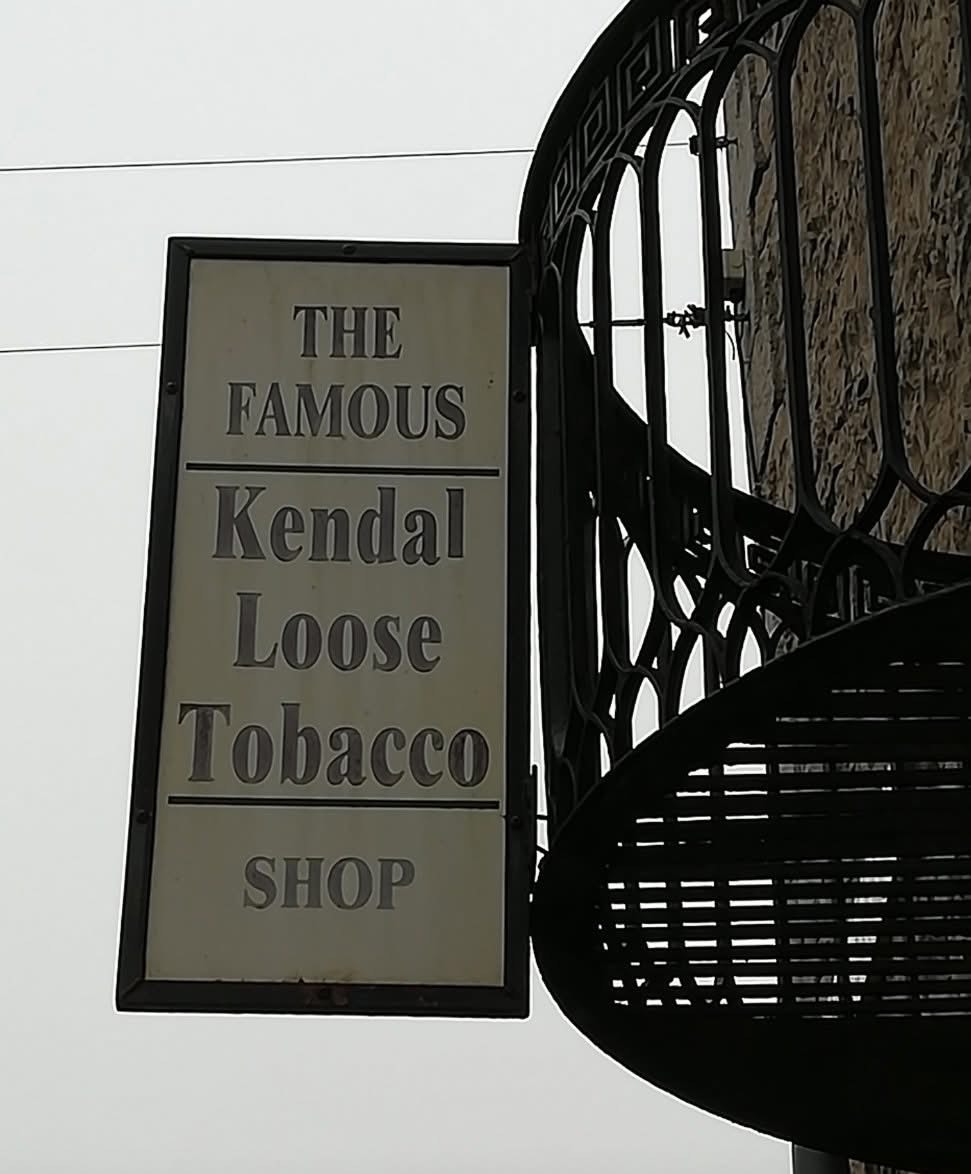 THE
FAMOUS
Kendal
Loose
Tobacco
SHOP